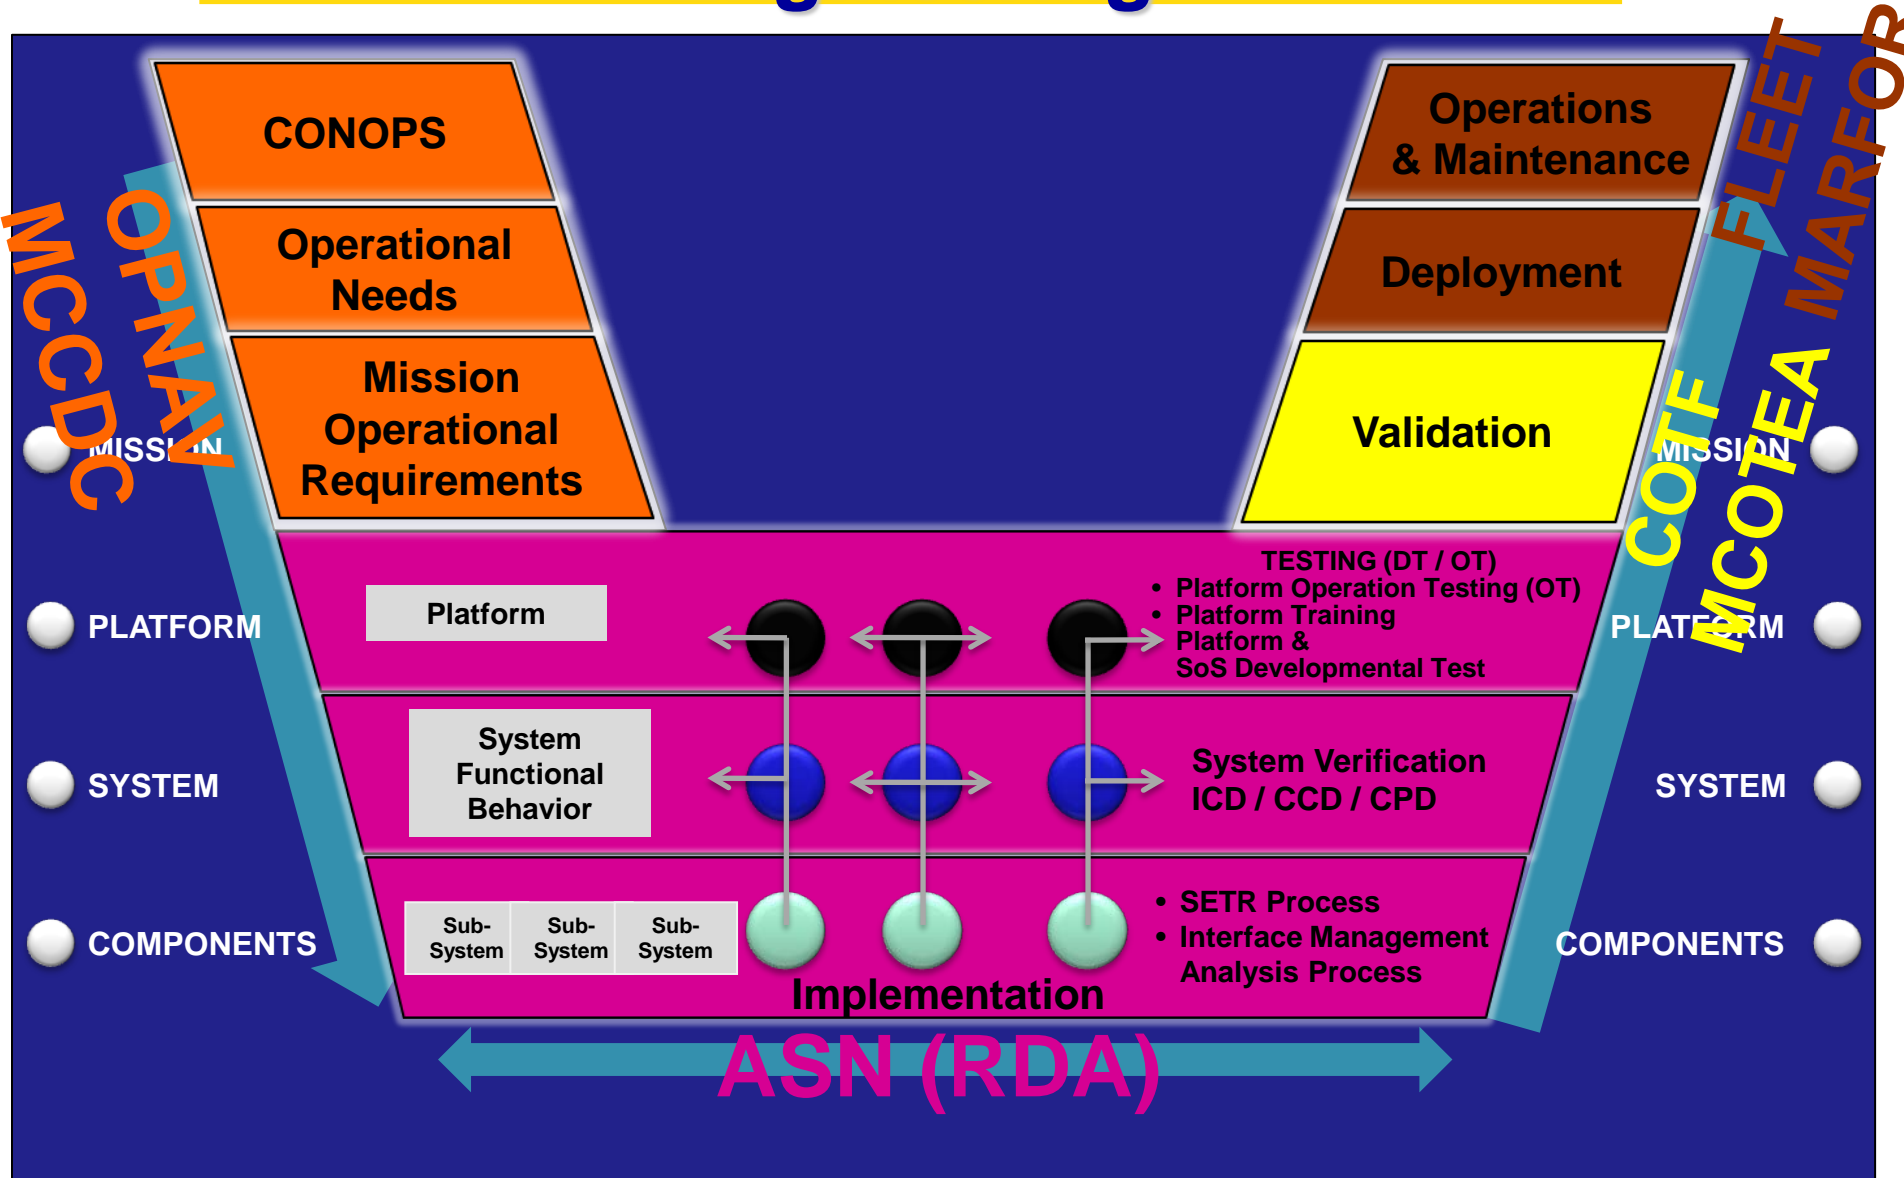 CONOPS
Operational
Needs
Mission
Operational
Requirements
OPNAV
MCCDC
MISSION
PLATFORM
SYSTEM
COMPONENTS
Operations
& Maintenance
Deployment
Validation
FLEET
MARFOR
COTF
MCOTEA
MISSION
PLATFORM
SYSTEM
COMPONENTS
Platform
TESTING (DT / OT)
• Platform Operation Testing (OT)
• Platform Training
Platform &
SoS Developmental Test
System
Functional
Behavior
System Verification
ICD / CCD / CPD
Sub-
System
Sub-
System
Sub-
System
• SETR Process
• Interface Management
Analysis Process
Implementation
ASN (RDA)